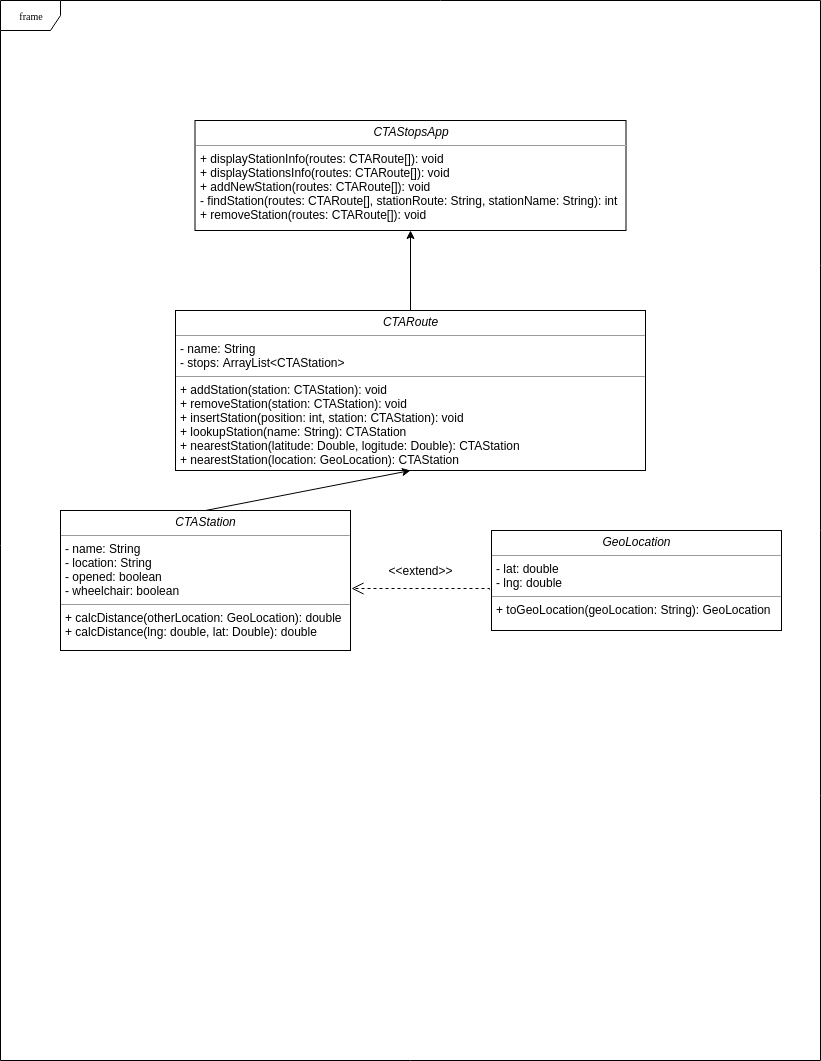 frame
CTAStopsApp
+ displayStationInfo(routes: CTARoute[]): void
+ displayStationsInfo(routes: CTARoute[]): void
+ addNewStation(routes: CTARoute[]): void
- findStation(routes: CTARoute[], stationRoute: String, stationName: String): int
+ removeStation(routes: CTARoute[]): void
CTARoute
- name: String
- stops: ArrayList<CTAStation>
+ addStation(station: CTAStation): void
+ removeStation(station: CTAStation): void
+ insertStation(position: int, station: CTAStation): void
+ lookupStation(name: String): CTAStation
+ nearestStation(latitude: Double, logitude: Double): CTAStation
+ nearestStation(location: GeoLocation): CTAStation
CTAStation
- name: String
- location: String
- opened: boolean
- wheelchair: boolean
+ calcDistance(otherLocation: GeoLocation): double
+ calcDistance(lng: double, lat: Double): double
<<extend>>
GeoLocation
- lat: double
- lng: double
+ toGeoLocation(geoLocation: String): GeoLocation